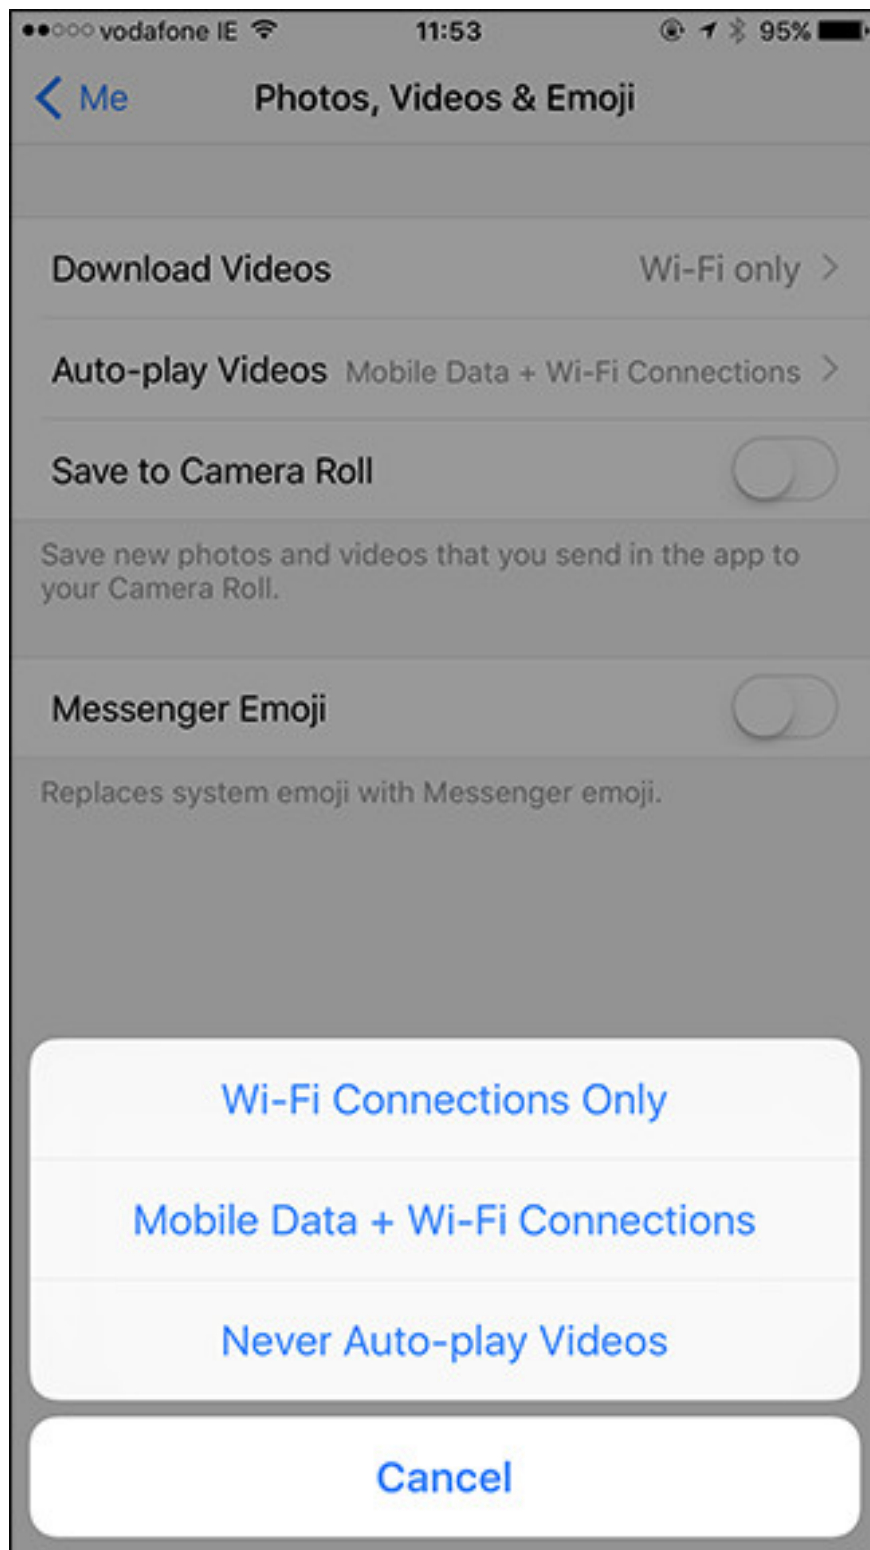 vodafone IE 11:53 95%
Me Photos, Videos & Emoji
Download Videos Wi-Fi only
Auto-play Videos Mobile Data + Wi-Fi Connections
Save to Camera Roll
Save new photos and videos that you send in the app to
your Camera Roll.
Messenger Emoji
Replaces system emoji with Messenger emoji.
Wi-Fi Connections Only
Mobile Data + Wi-Fi Connections
Never Auto-play Videos
Cancel